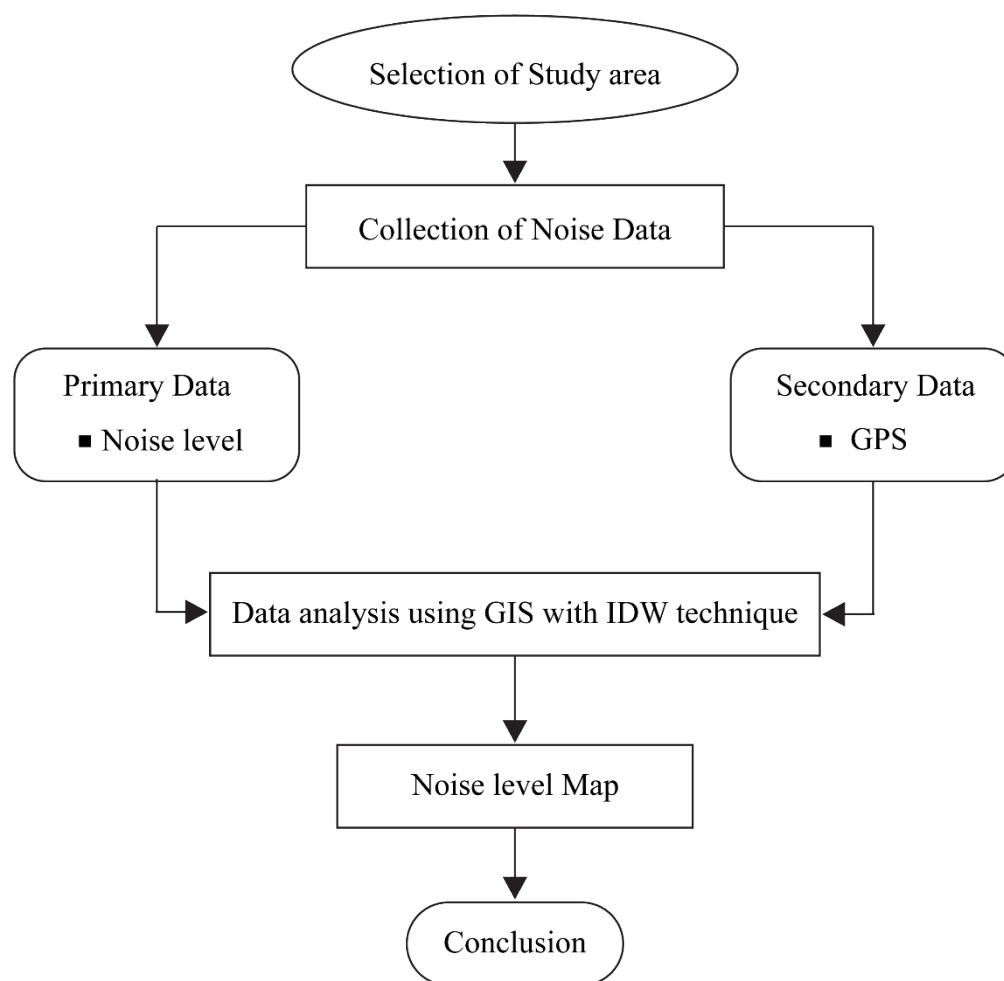 Selection of Study area
Collection of Noise Data
Primary Data
▪ Noise level
Secondary Data
▪ GPS
Data analysis using GIS with IDW technique
Noise level Map
Conclusion